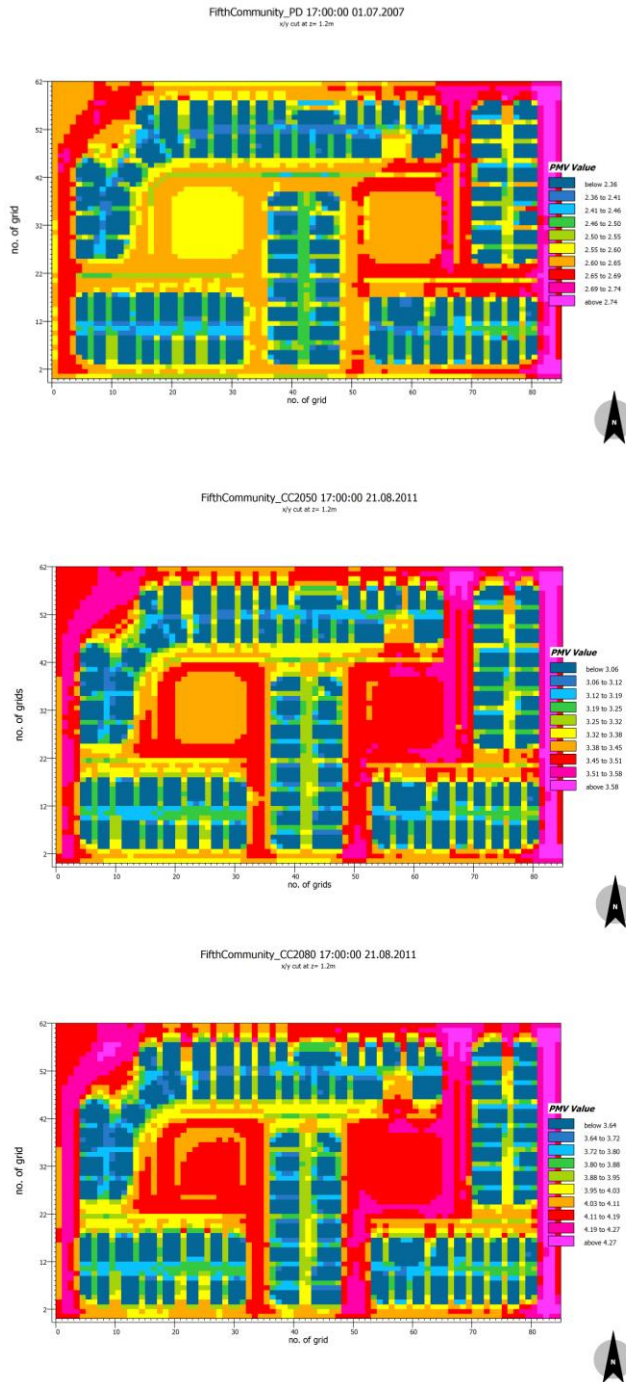 FifthCommunity_PD 17:00:00 01.07.2007
x/y cut at z= 1.2m
no. of grid
62
52
42
32
22
12
2
0 10 20 30 40 50 60 70 80
no. of grid
PMV Value
below 2.36
2.36 to 2.41
2.41 to 2.46
2.46 to 2.50
2.50 to 2.55
2.55 to 2.60
2.60 to 2.65
2.65 to 2.69
2.69 to 2.74
above 2.74
N
FifthCommunity_CC2050 17:00:00 21.08.2011
x/y cut at z= 1.2m
no. of grids
62
52
42
32
22
12
2
0 10 20 30 40 50 60 70 80
no. of grids
PMV Value
below 3.06
3.06 to 3.12
3.12 to 3.19
3.19 to 3.25
3.25 to 3.32
3.32 to 3.38
3.38 to 3.45
3.45 to 3.51
3.51 to 3.58
above 3.58
N
FifthCommunity_CC2080 17:00:00 21.08.2011
x/y cut at z= 1.2m
no. of grid
62
52
42
32
22
12
2
0 10 20 30 40 50 60 70 80
no. of grid
PMV Value
below 3.64
3.64 to 3.72
3.72 to 3.80
3.80 to 3.88
3.88 to 3.95
3.95 to 4.03
4.03 to 4.11
4.11 to 4.19
4.19 to 4.27
above 4.27
N